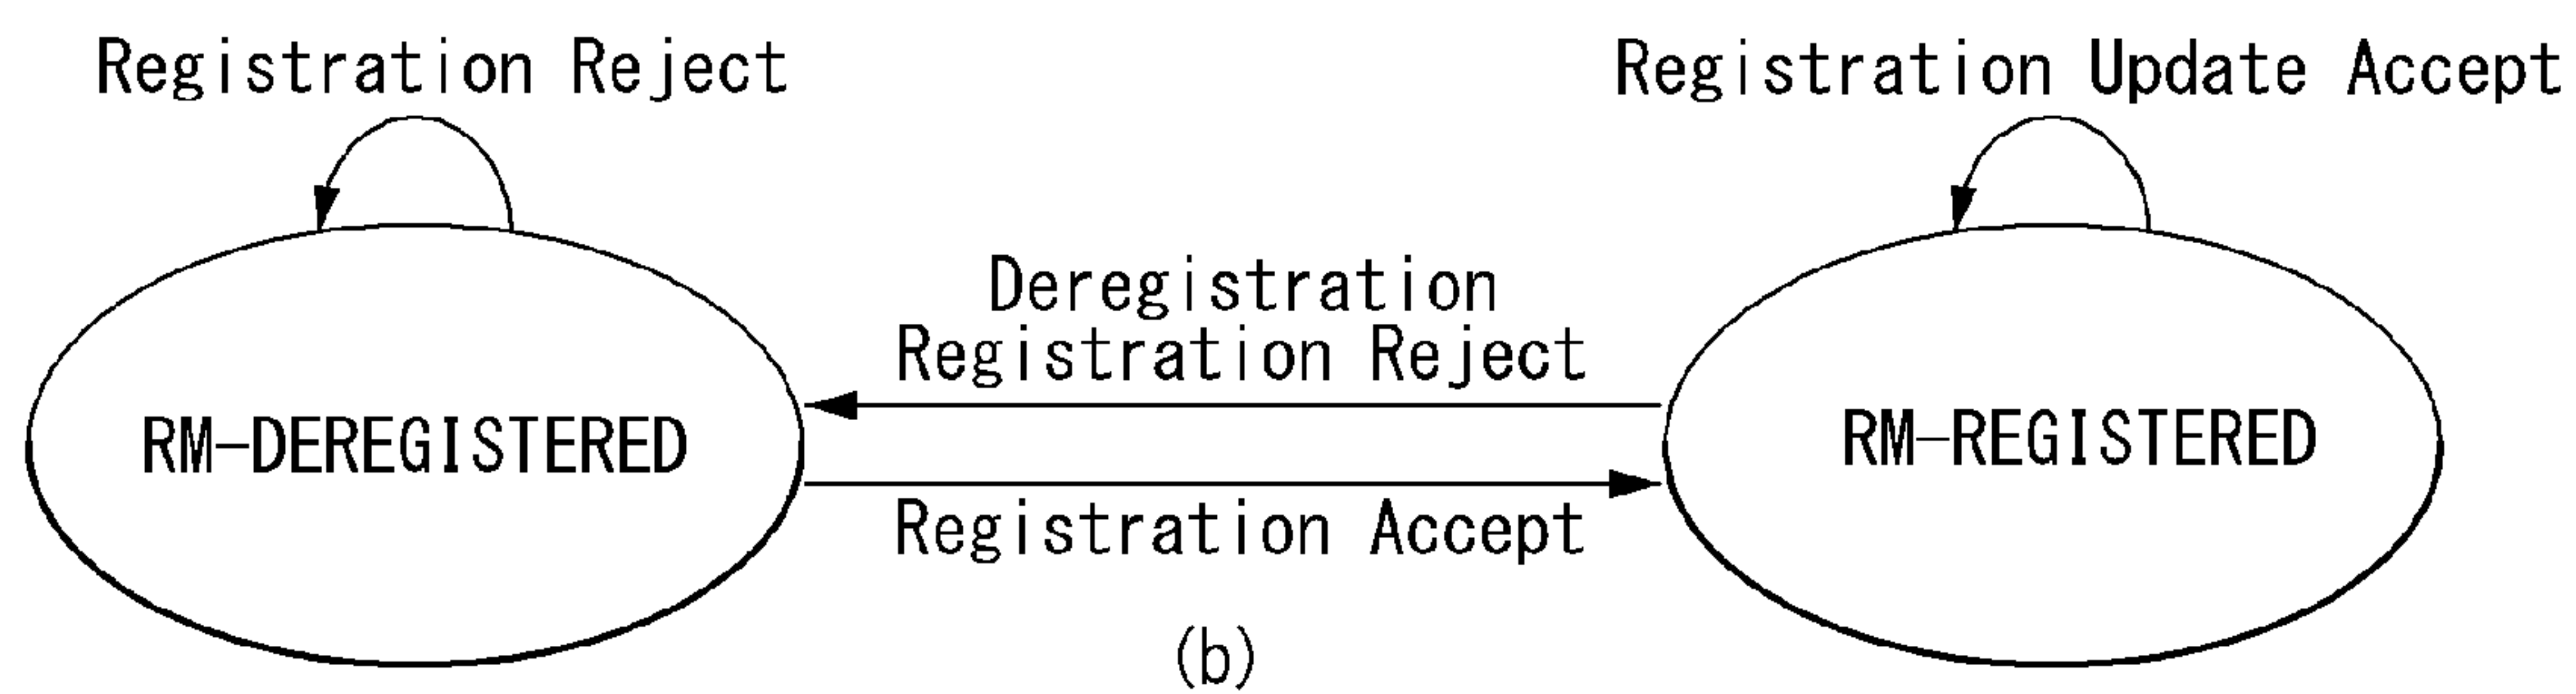 Registration Reject
Registration Update Accept
Deregistration
Registration Reject
RM-DEREGISTERED
RM-REGISTERED
Registration Accept
(b)